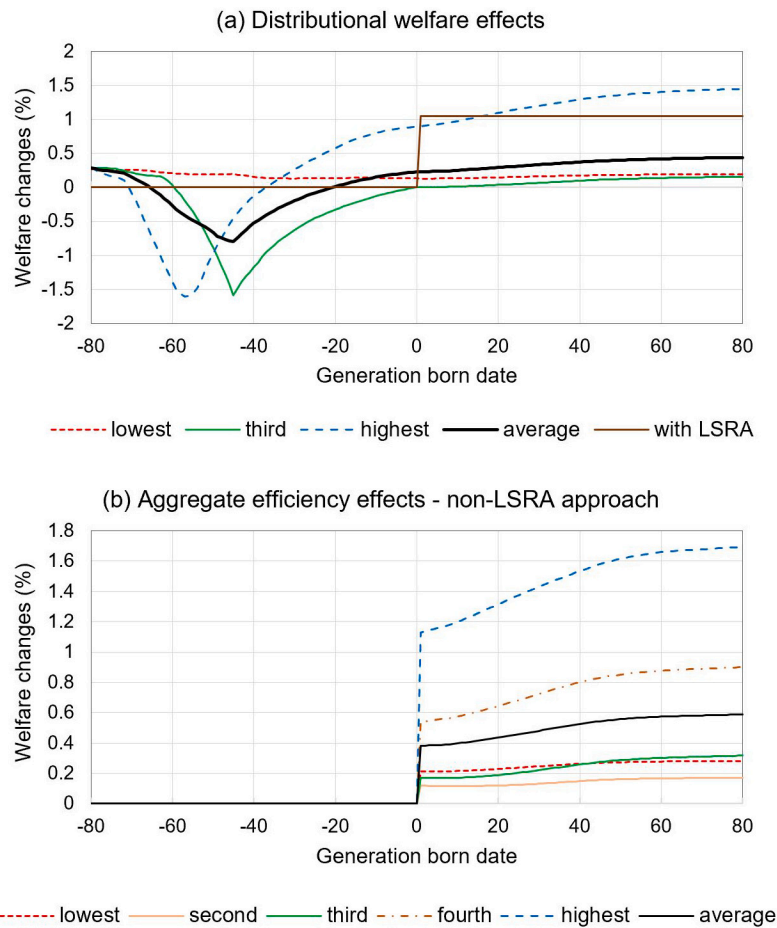 (a) Distributional welfare effects
2
1.5
1
0.5
0
-0.5
-1
-1.5
-2
Welfare changes (%)
-80 -60 -40 -20 0 20 40 60 80
Generation born date
lowest third highest average with LSRA
(b) Aggregate efficiency effects - non-LSRA approach
1.8
1.6
1.4
1.2
1
0.8
0.6
0.4
0.2
0
Welfare changes (%)
-80 -60 -40 -20 0 20 40 60 80
Generation born date
lowest second third fourth highest average